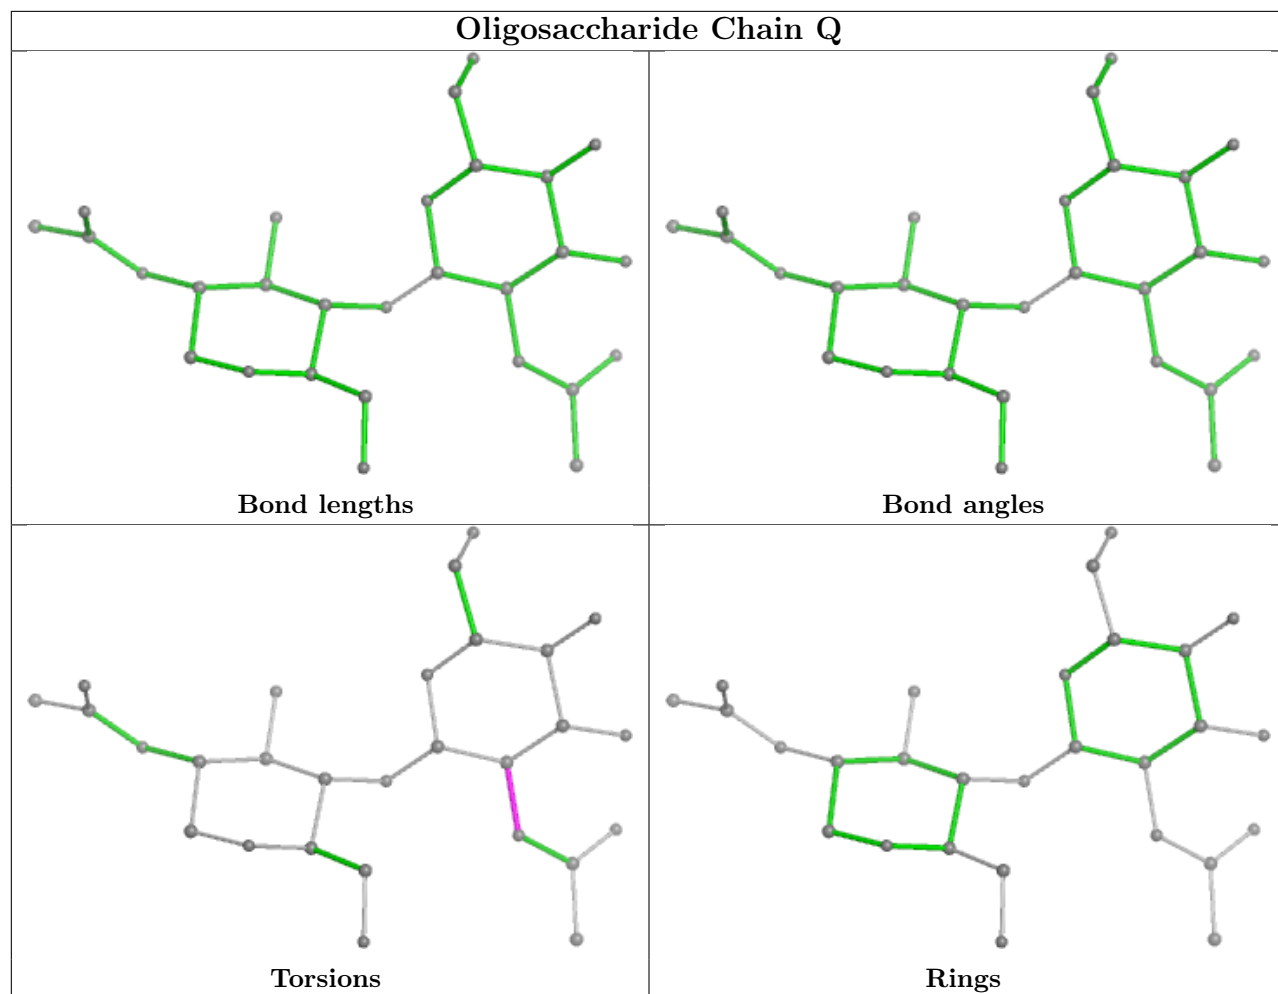 Oligosaccharide Chain Q
Bond lengths
Bond angles
Torsions
Rings